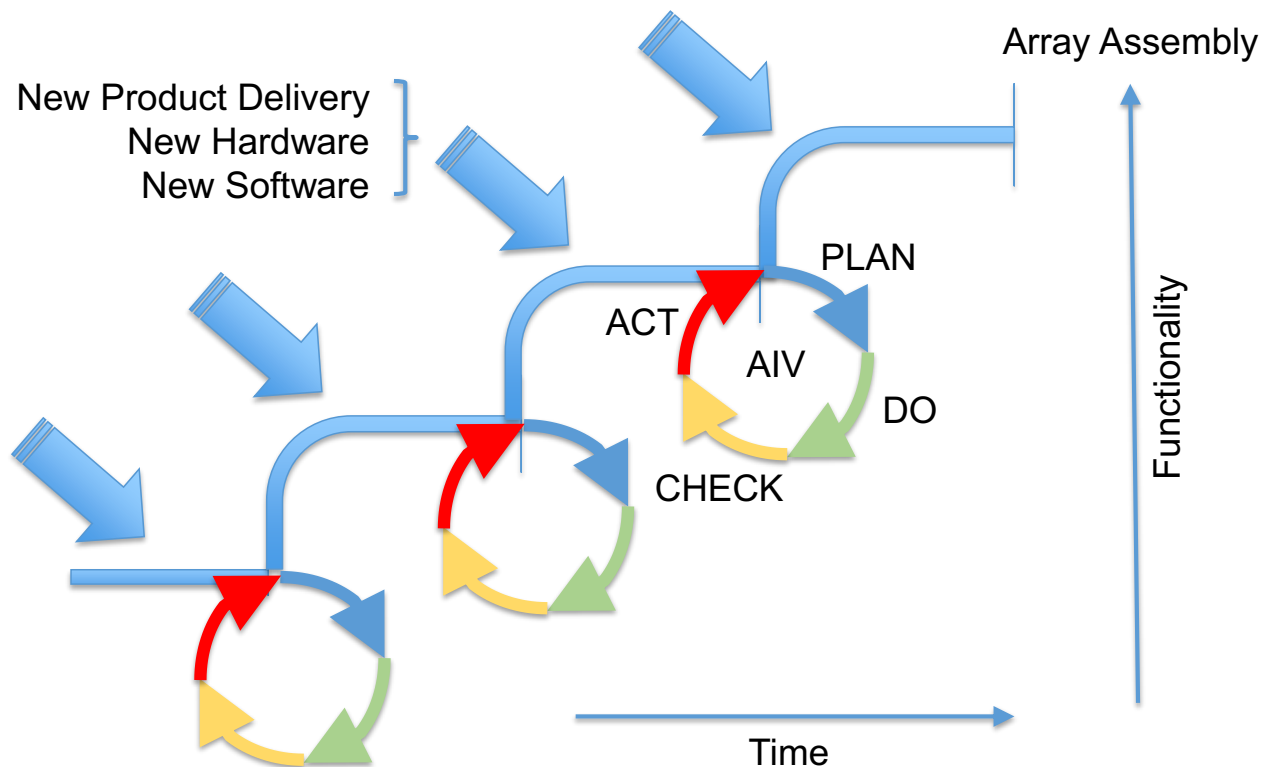 Array Assembly
New Product Delivery
New Hardware
New Software
PLAN
ACT
AIV
DO
CHECK
Functionality
Time